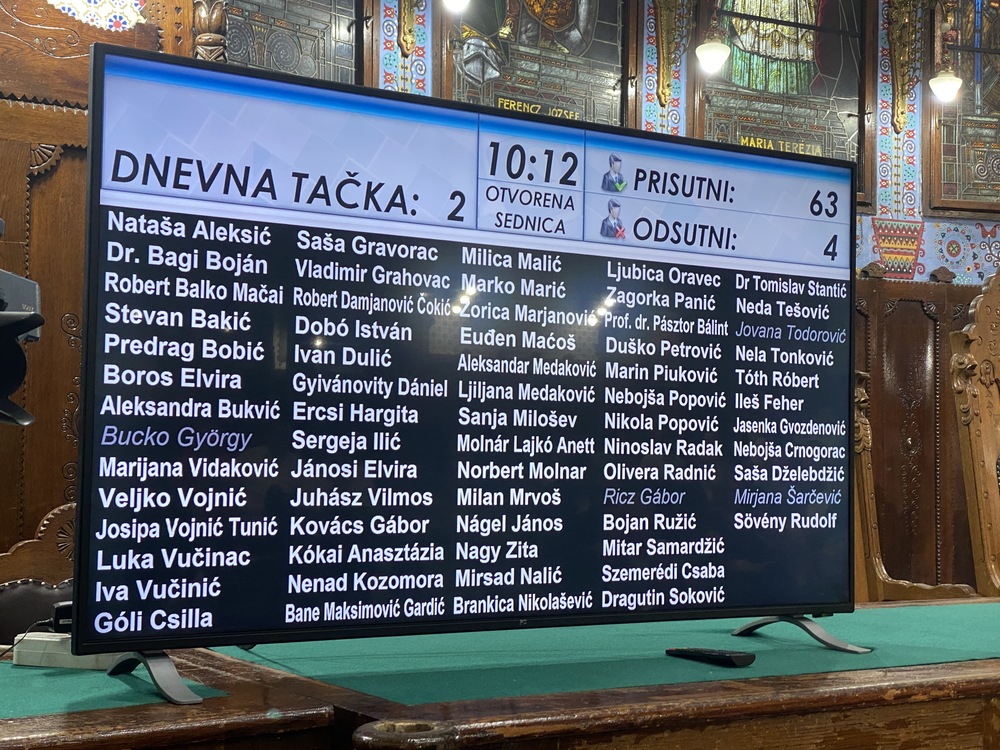 FERENCZ JÓZSEF
MARIA TERÉZIA
DNEVNA TAČKA: 2
10:12
OTVORENA
SEDNICA
PRISUTNI: 63
ODSUTNI: 4
Nataša Aleksić
Dr. Bagi Boján
Robert Balko Mačai
Stevan Bakić
Predrag Bobić
Boros Elvira
Aleksandra Bukvić
Bucko György
Marijana Vidaković
Veljko Vojnić
Josipa Vojnić Tunić
Luka Vučinac
Iva Vučinić
Góli Csilla
Saša Gravorac
Vladimir Grahovac
Robert Damjanović Čokić
Dobó István
Ivan Dulić
Gyivánovity Dániel
Ercsi Hargita
Sergeja Ilić
Jánosi Elvira
Juhász Vilmos
Kovács Gábor
Kókai Anasztázia
Nenad Kozomora
Bane Maksimović Gardić
Milica Malić
Marko Marić
Zorica Marjanović
Euđen Maćoš
Aleksandar Medaković
Ljiljana Medaković
Sanja Milošev
Molnár Lajkó Anett
Norbert Molnar
Milan Mrvoš
Nágel János
Nagy Zita
Mirsad Nalić
Brankica Nikolašević
Ljubica Oravec
Zagorka Panić
Prof. dr. Pásztor Bálint
Duško Petrović
Marin Piuković
Nebojša Popović
Nikola Popović
Ninoslav Radak
Olivera Radnić
Ricz Gábor
Bojan Ružić
Mitar Samardžić
Szemerédi Csaba
Dragutin Soković
Dr Tomislav Stantić
Neda Tešović
Jovana Todorović
Nela Tonković
Tóth Róbert
Ileš Feher
Jasenka Gvozdenović
Nebojša Crnogorac
Saša Dželebdžić
Mirjana Šarčević
Sövény Rudolf